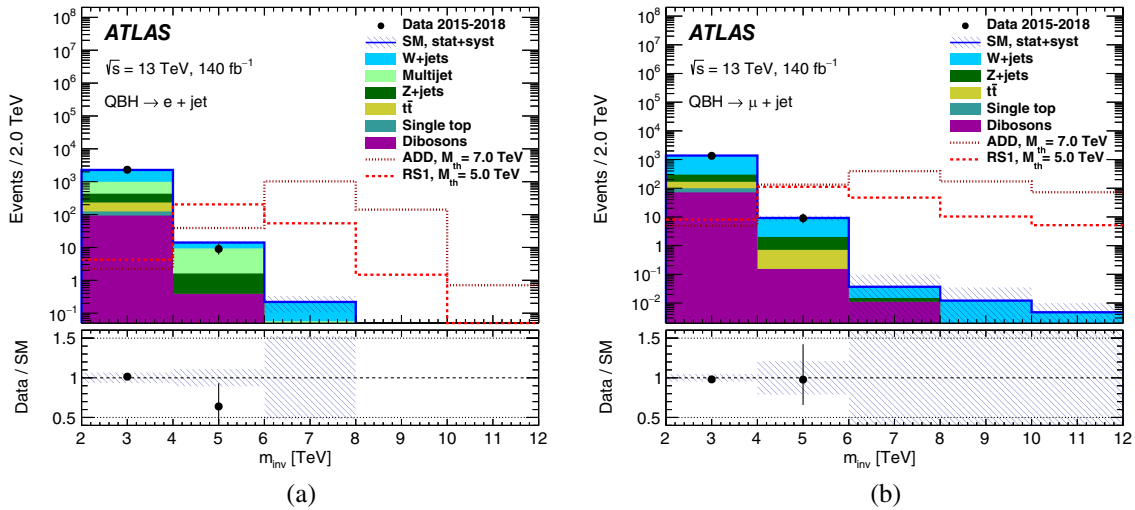 ATLAS
√s = 13 TeV, 140 fb⁻¹
QBH → e + jet
Data 2015-2018
SM, stat+syst
W+jets
Multijet
Z+jets
tt̄
Single top
Dibosons
ADD, M_th = 7.0 TeV
RS1, M_th = 5.0 TeV
Events / 2.0 TeV
10⁸
10⁷
10⁶
10⁵
10⁴
10³
10²
10
1
10⁻¹
Data / SM
1.5
1
0.5
2 3 4 5 6 7 8 9 10 11 12
m_inv [TeV]
(a)
ATLAS
√s = 13 TeV, 140 fb⁻¹
QBH → μ + jet
Data 2015-2018
SM, stat+syst
W+jets
Z+jets
tt̄
Single top
Dibosons
ADD, M_th = 7.0 TeV
RS1, M_th = 5.0 TeV
Events / 2.0 TeV
10⁸
10⁷
10⁶
10⁵
10⁴
10³
10²
10
1
10⁻¹
10⁻²
Data / SM
1.5
1
0.5
2 3 4 5 6 7 8 9 10 11 12
m_inv [TeV]
(b)